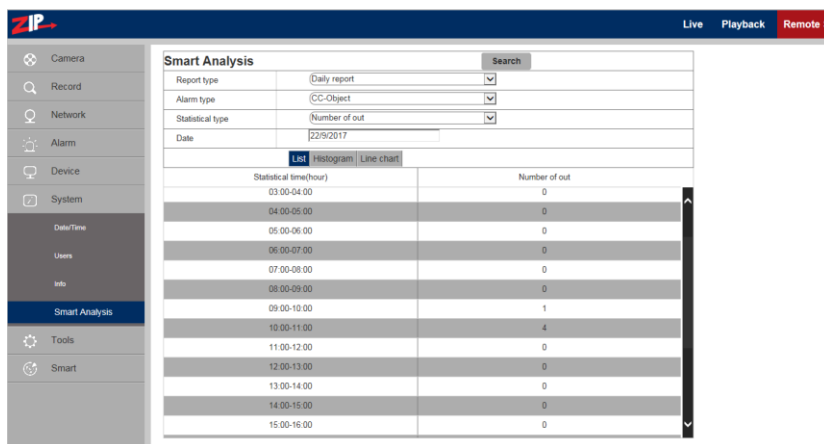 ZIP
Live Playback Remote
Camera
Record
Network
Alarm
Device
System
Date/Time
Users
Info
Smart Analysis
Tools
Smart
Smart Analysis Search
Report type Daily report
Alarm type CC-Object
Statistical type Number of out
Date 22/9/2017
List Histogram Line chart
Statistical time(hour) Number of out
03:00-04:00 0
04:00-05:00 0
05:00-06:00 0
06:00-07:00 0
07:00-08:00 0
08:00-09:00 0
09:00-10:00 1
10:00-11:00 4
11:00-12:00 0
12:00-13:00 0
13:00-14:00 0
14:00-15:00 0
15:00-16:00 0